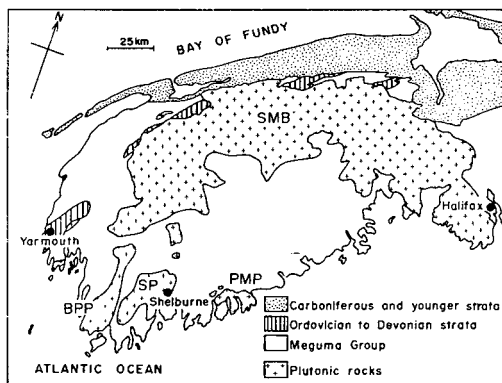 N
25km
BAY OF FUNDY
SMB
Halifax
Yarmouth
SP
BPP
Shelburne
PMP
ATLANTIC OCEAN
Carboniferous and younger strata
Ordovician to Devonian strata
Meguma Group
Plutonic rocks